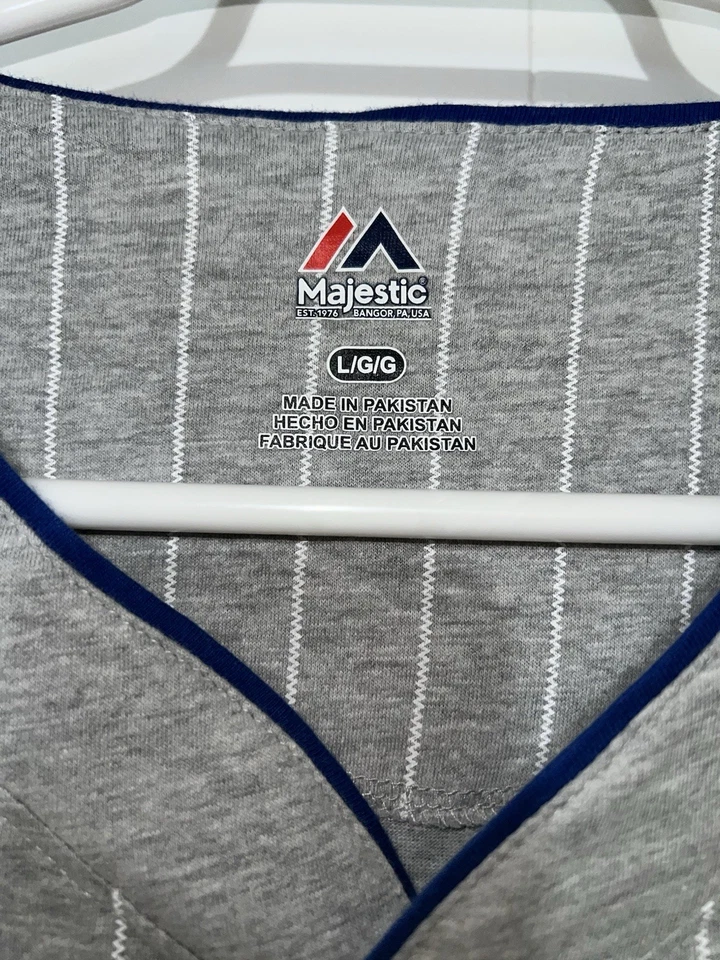 Majestic®
EST. 1976 BANGOR, PA, USA
L/G/G
MADE IN PAKISTAN
HECHO EN PAKISTAN
FABRIQUE AU PAKISTAN